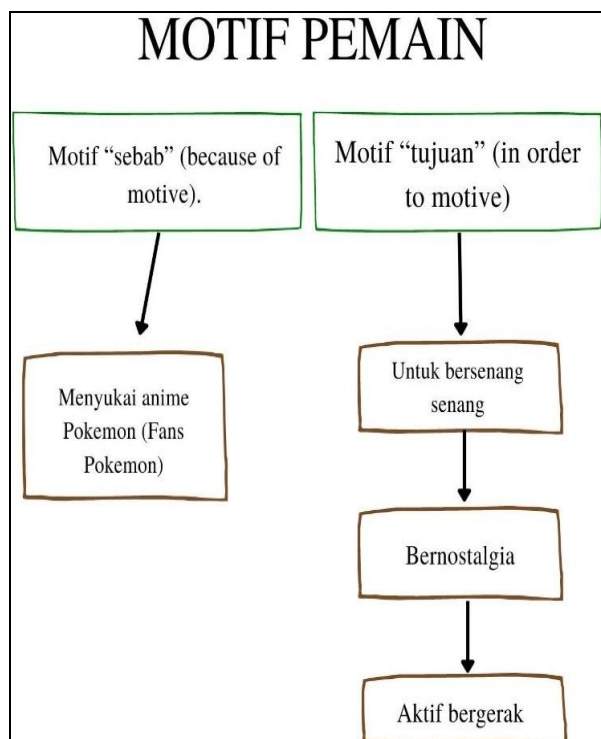 MOTIF PEMAIN
Motif “sebab” (because of
motive).
Motif “tujuan” (in order
to motive)
Menyukai anime
Pokemon (Fans
Pokemon)
Untuk bersenang
senang
Bernostalgia
Aktif bergerak